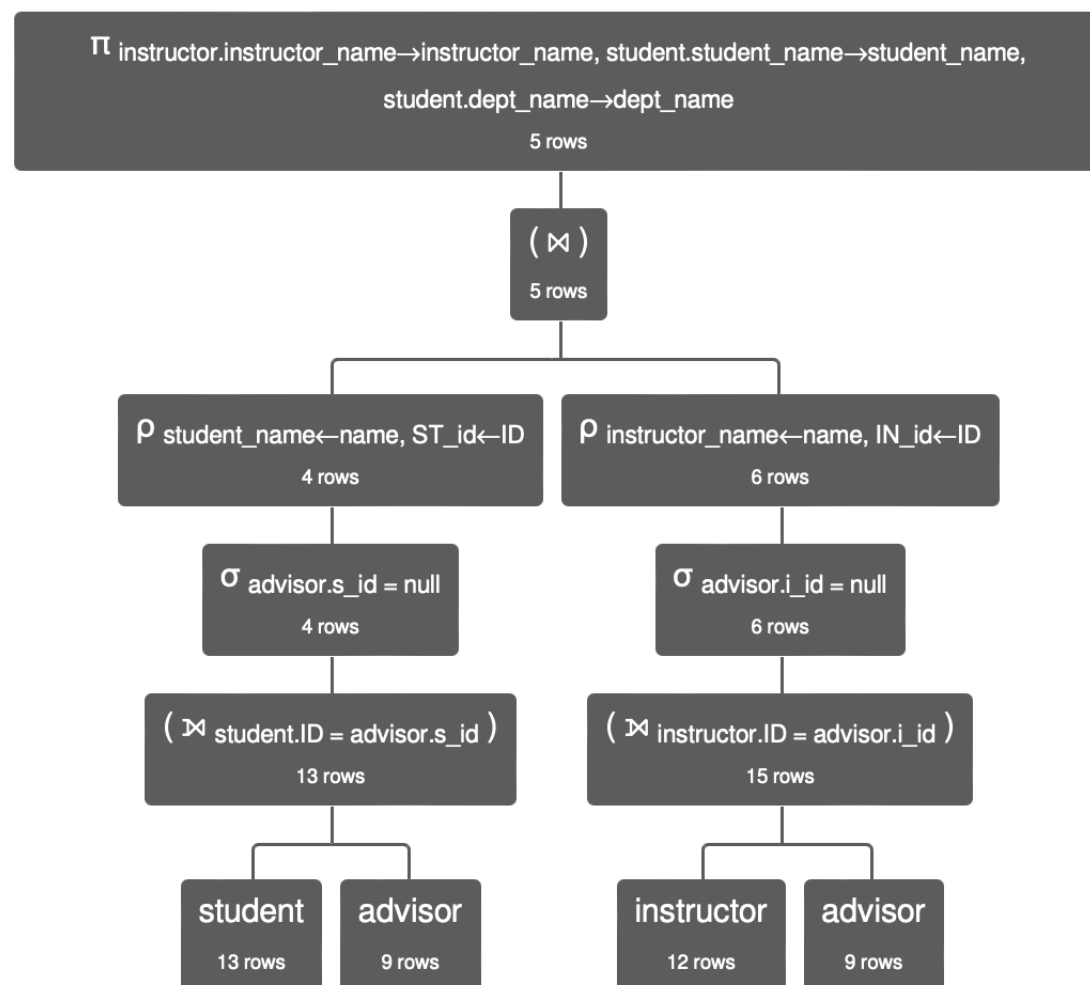 π instructor.instructor_name→instructor_name, student.student_name→student_name,
student.dept_name→dept_name
5 rows
( ⋈ )
5 rows
ρ student_name←name, ST_id←ID
4 rows
ρ instructor_name←name, IN_id←ID
6 rows
σ advisor.s_id = null
4 rows
σ advisor.i_id = null
6 rows
( ⟕ student.ID = advisor.s_id )
13 rows
( ⟕ instructor.ID = advisor.i_id )
15 rows
student
13 rows
advisor
9 rows
instructor
12 rows
advisor
9 rows